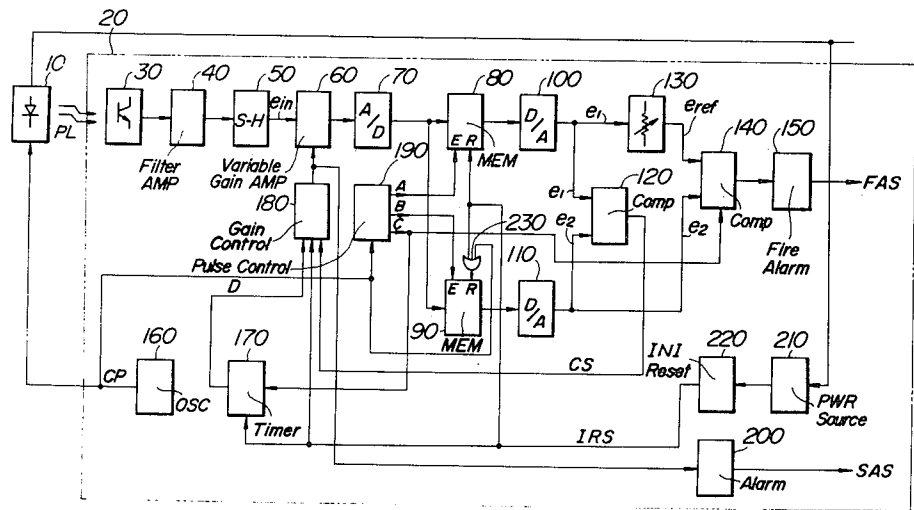 20
10
30
40
50
60
70
80
100
130
PL
S-H
ein
A/D
E R
MEM
D/A
e1
eref
140
150
Filter AMP
Variable Gain AMP
190
180
A
B
C
120
e1
Comp
e2
Comp
Fire Alarm
FAS
Gain Control
Pulse Control
230
110
e2
D
E R
D/A
90
MEM
160
170
220
210
INI Reset
CP
OSC
CS
PWR Source
Timer
IRS
200
Alarm
SAS